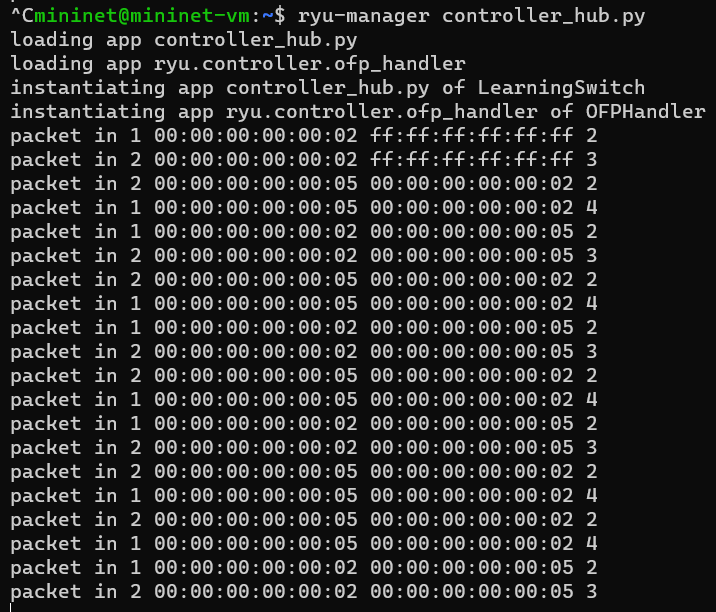 ^Cmininet@mininet-vm:~$ ryu-manager controller_hub.py
loading app controller_hub.py
loading app ryu.controller.ofp_handler
instantiating app controller_hub.py of LearningSwitch
instantiating app ryu.controller.ofp_handler of OFPHandler
packet in 1 00:00:00:00:00:02 ff:ff:ff:ff:ff:ff 2
packet in 2 00:00:00:00:00:02 ff:ff:ff:ff:ff:ff 3
packet in 2 00:00:00:00:00:05 00:00:00:00:00:02 2
packet in 1 00:00:00:00:00:05 00:00:00:00:00:02 4
packet in 1 00:00:00:00:00:02 00:00:00:00:00:05 2
packet in 2 00:00:00:00:00:02 00:00:00:00:00:05 3
packet in 2 00:00:00:00:00:05 00:00:00:00:00:02 2
packet in 1 00:00:00:00:00:05 00:00:00:00:00:02 4
packet in 1 00:00:00:00:00:02 00:00:00:00:00:05 2
packet in 2 00:00:00:00:00:02 00:00:00:00:00:05 3
packet in 2 00:00:00:00:00:05 00:00:00:00:00:02 2
packet in 1 00:00:00:00:00:05 00:00:00:00:00:02 4
packet in 1 00:00:00:00:00:02 00:00:00:00:00:05 2
packet in 2 00:00:00:00:00:02 00:00:00:00:00:05 3
packet in 2 00:00:00:00:00:05 00:00:00:00:00:02 2
packet in 1 00:00:00:00:00:05 00:00:00:00:00:02 4
packet in 2 00:00:00:00:00:05 00:00:00:00:00:02 2
packet in 1 00:00:00:00:00:05 00:00:00:00:00:02 4
packet in 1 00:00:00:00:00:02 00:00:00:00:00:05 2
packet in 2 00:00:00:00:00:02 00:00:00:00:00:05 3